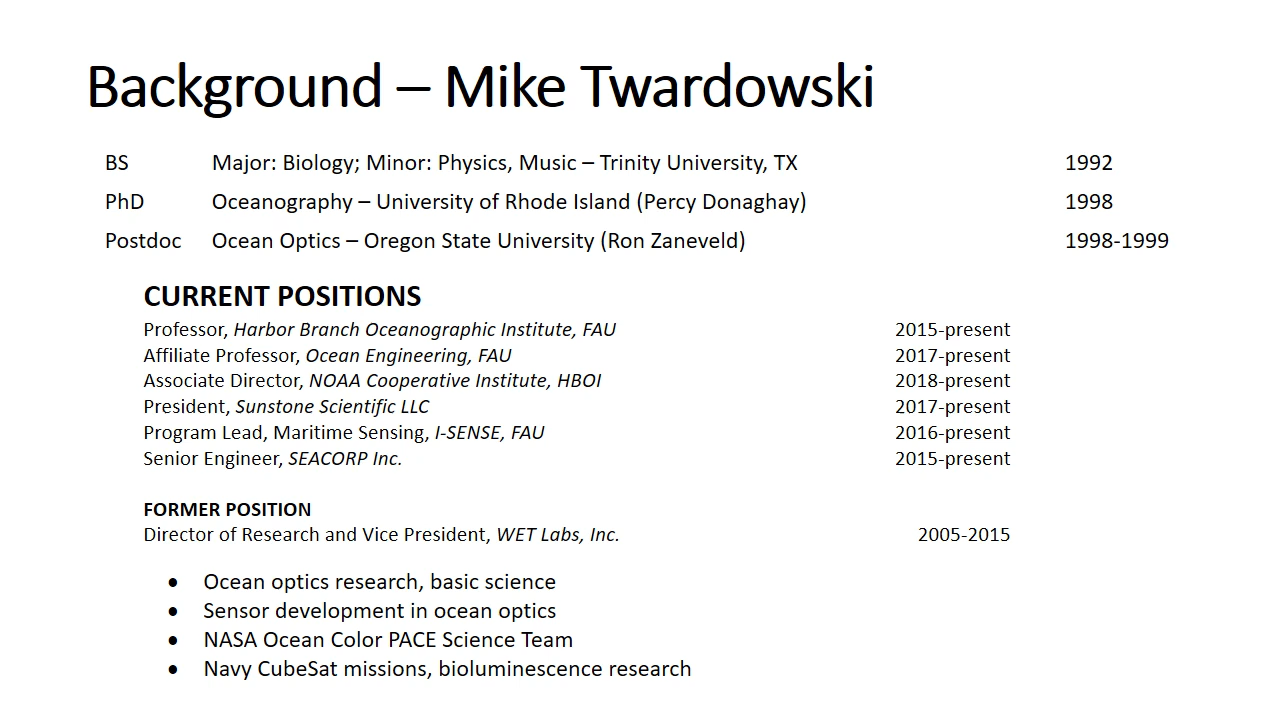 Background – Mike Twardowski
BS Major: Biology; Minor: Physics, Music – Trinity University, TX 1992
PhD Oceanography – University of Rhode Island (Percy Donaghay) 1998
Postdoc Ocean Optics – Oregon State University (Ron Zaneveld) 1998-1999
CURRENT POSITIONS
Professor, Harbor Branch Oceanographic Institute, FAU 2015-present
Affiliate Professor, Ocean Engineering, FAU 2017-present
Associate Director, NOAA Cooperative Institute, HBOI 2018-present
President, Sunstone Scientific LLC 2017-present
Program Lead, Maritime Sensing, I-SENSE, FAU 2016-present
Senior Engineer, SEACORP Inc. 2015-present
FORMER POSITION
Director of Research and Vice President, WET Labs, Inc. 2005-2015
● Ocean optics research, basic science
● Sensor development in ocean optics
● NASA Ocean Color PACE Science Team
● Navy CubeSat missions, bioluminescence research